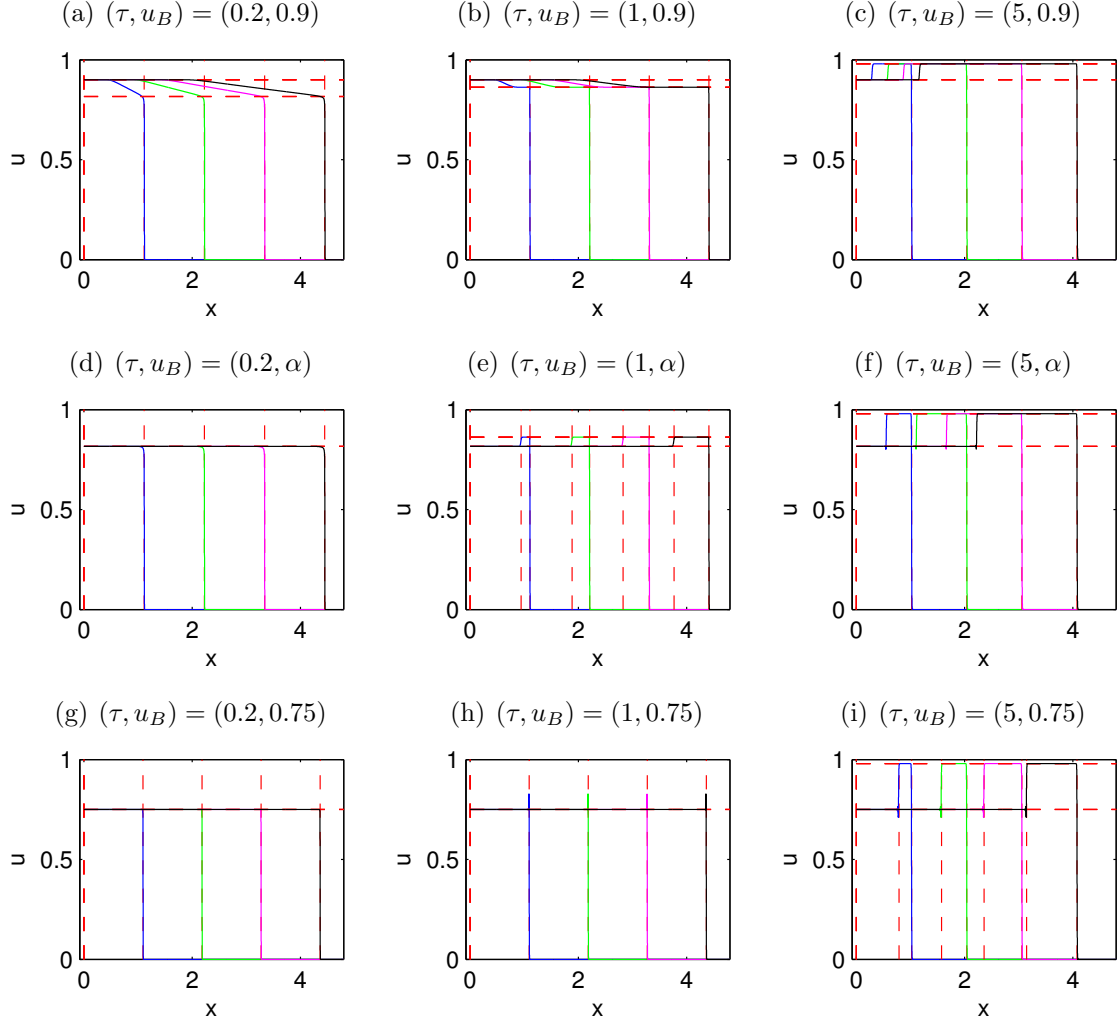 (a) (τ, u_B) = (0.2, 0.9)
(b) (τ, u_B) = (1, 0.9)
(c) (τ, u_B) = (5, 0.9)
1
0.5
0
u
0 2 4
x
1
0.5
0
u
0 2 4
x
1
0.5
0
u
0 2 4
x
(d) (τ, u_B) = (0.2, α)
(e) (τ, u_B) = (1, α)
(f) (τ, u_B) = (5, α)
1
0.5
0
u
0 2 4
x
1
0.5
0
u
0 2 4
x
1
0.5
0
u
0 2 4
x
(g) (τ, u_B) = (0.2, 0.75)
(h) (τ, u_B) = (1, 0.75)
(i) (τ, u_B) = (5, 0.75)
1
0.5
0
u
0 2 4
x
1
0.5
0
u
0 2 4
x
1
0.5
0
u
0 2 4
x